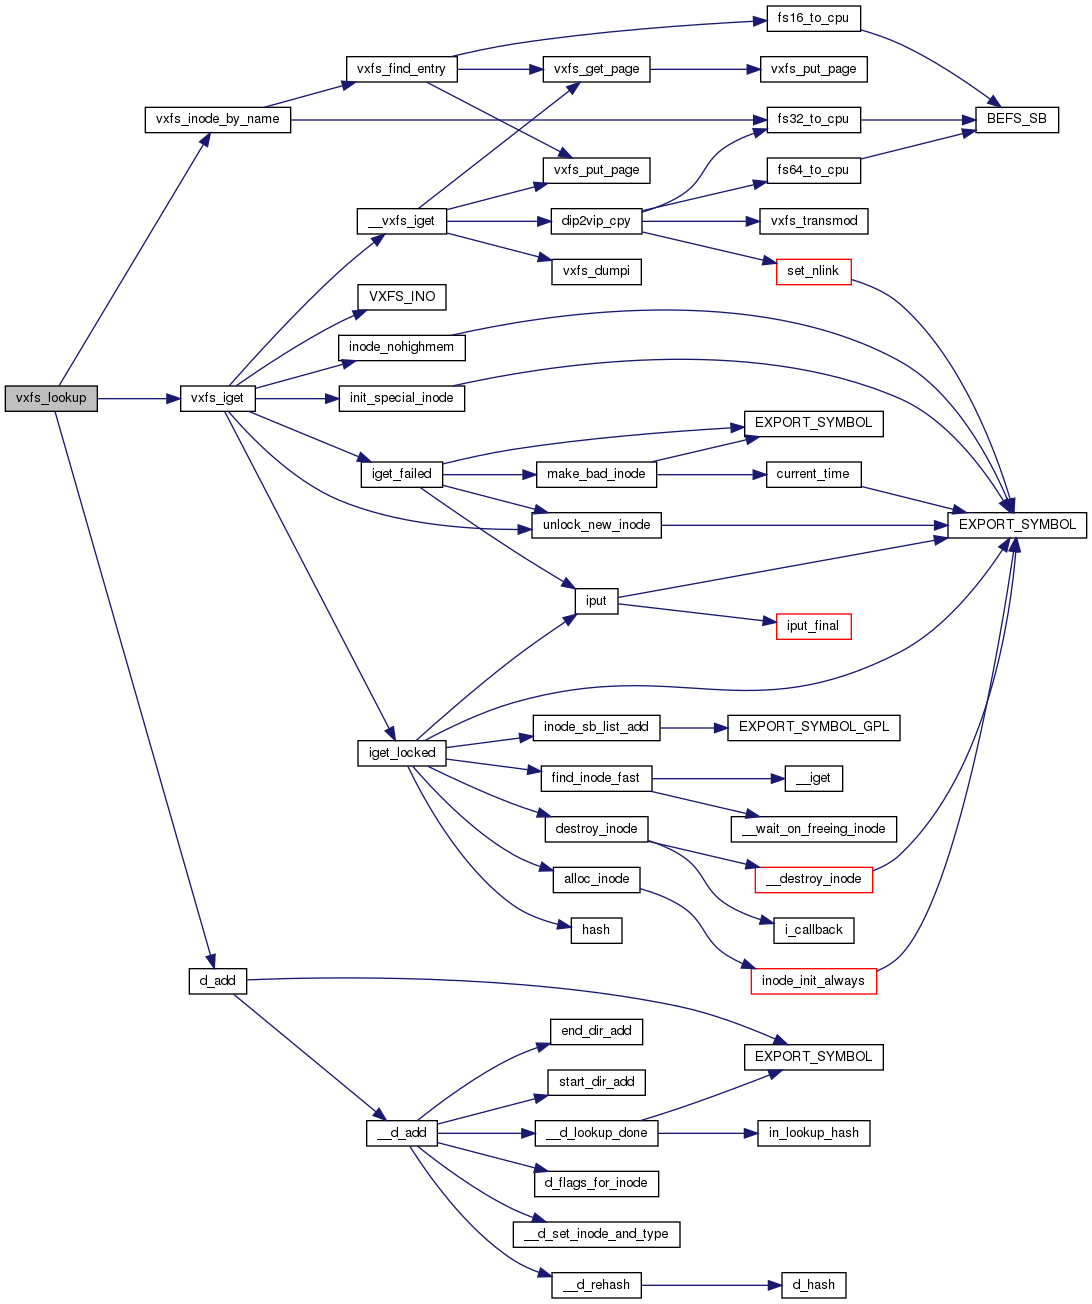 fs16_to_cpu
vxfs_find_entry
vxfs_get_page
vxfs_put_page
vxfs_inode_by_name
fs32_to_cpu
BEFS_SB
vxfs_put_page
fs64_to_cpu
__vxfs_iget
dip2vip_cpy
vxfs_transmod
vxfs_dumpi
set_nlink
VXFS_INO
inode_nohighmem
vxfs_lookup
vxfs_iget
init_special_inode
EXPORT_SYMBOL
iget_failed
make_bad_inode
current_time
unlock_new_inode
EXPORT_SYMBOL
iput
iput_final
inode_sb_list_add
EXPORT_SYMBOL_GPL
iget_locked
find_inode_fast
__iget
destroy_inode
__wait_on_freeing_inode
alloc_inode
__destroy_inode
hash
i_callback
d_add
inode_init_always
end_dir_add
EXPORT_SYMBOL
start_dir_add
__d_add
__d_lookup_done
in_lookup_hash
d_flags_for_inode
__d_set_inode_and_type
__d_rehash
d_hash